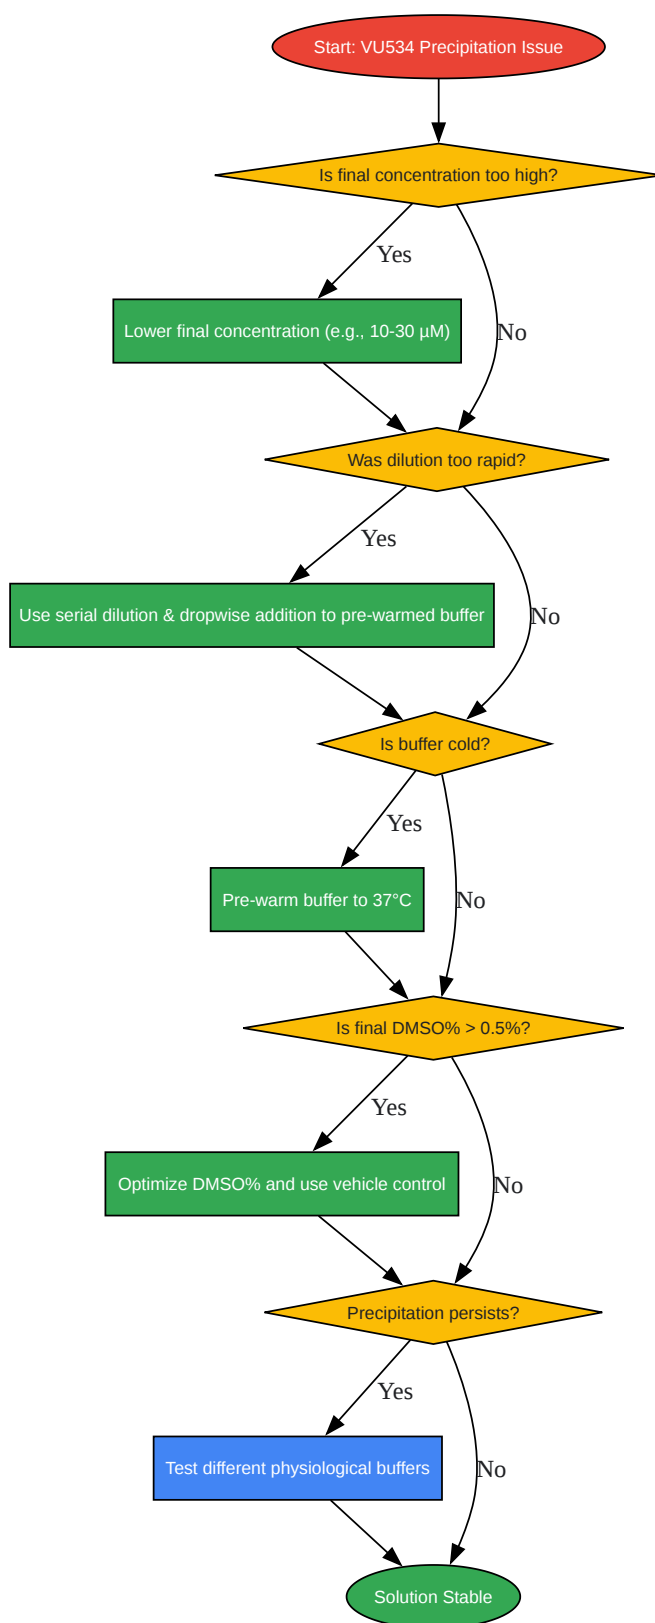 Start: VU534 Precipitation Issue
Is final concentration too high?
Yes
Lower final concentration (e.g., 10-30 µM)
No
Was dilution too rapid?
Yes
Use serial dilution & dropwise addition to pre-warmed buffer
No
Is buffer cold?
Yes
Pre-warm buffer to 37°C
No
Is final DMSO% > 0.5%?
Yes
Optimize DMSO% and use vehicle control
No
Precipitation persists?
Yes
Test different physiological buffers
No
Solution Stable